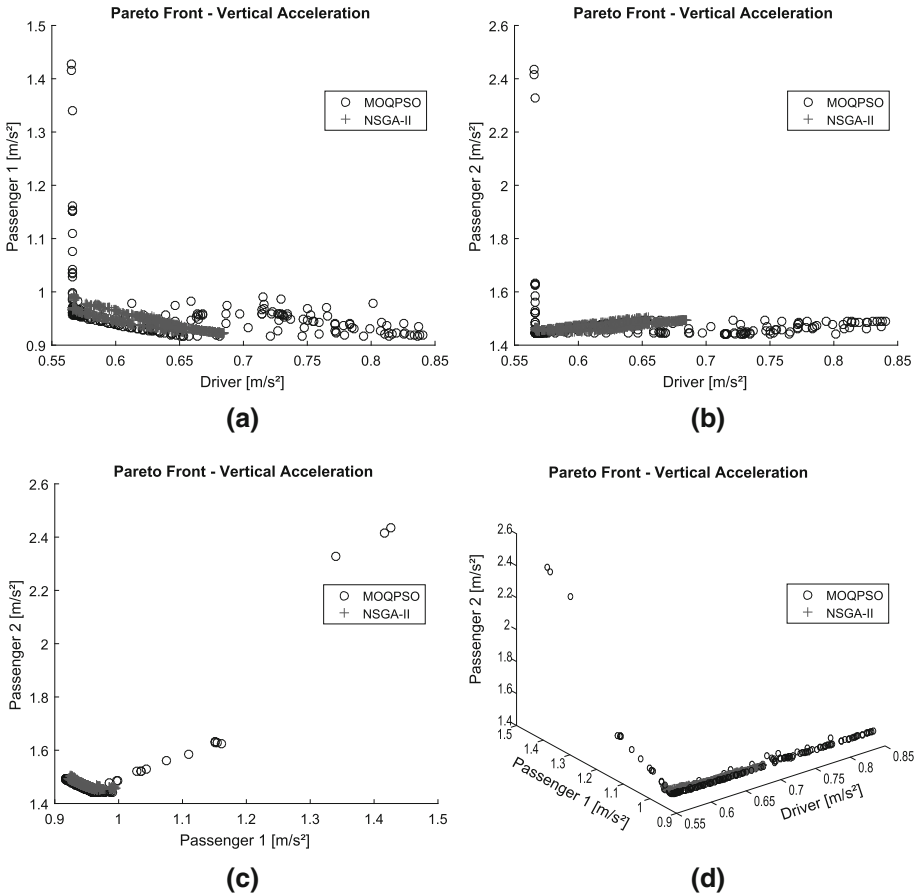 Pareto Front - Vertical Acceleration
1.5
1.4
1.3
1.2
1.1
1
0.9
Passenger 1 [m/s²]
MOQPSO
NSGA-II
0.55 0.6 0.65 0.7 0.75 0.8 0.85
Driver [m/s²]
(a)
Pareto Front - Vertical Acceleration
2.6
2.4
2.2
2
1.8
1.6
1.4
Passenger 2 [m/s²]
MOQPSO
NSGA-II
0.55 0.6 0.65 0.7 0.75 0.8 0.85
Driver [m/s²]
(b)
Pareto Front - Vertical Acceleration
2.6
2.4
2.2
2
1.8
1.6
1.4
Passenger 2 [m/s²]
MOQPSO
NSGA-II
0.9 1 1.1 1.2 1.3 1.4 1.5
Passenger 1 [m/s²]
(c)
Pareto Front - Vertical Acceleration
2.6
2.4
2.2
2
1.8
1.6
1.4
Passenger 2 [m/s²]
MOQPSO
NSGA-II
1.5 1.4 1.3 1.2 1.1 1 0.9
Passenger 1 [m/s²]
0.55 0.6 0.65 0.7 0.75 0.8 0.85
Driver [m/s²]
(d)